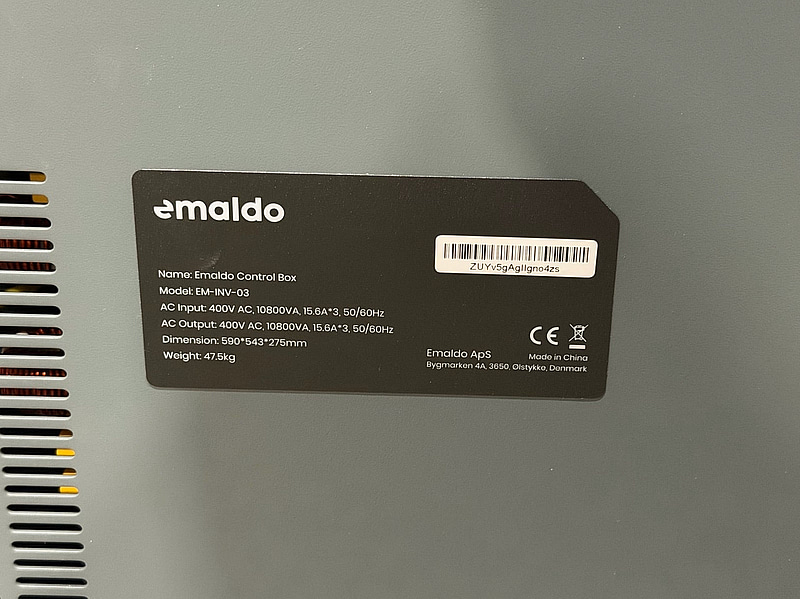 emaldo
ZUYv5gAgIlgno4zs
Name: Emaldo Control Box
Model: EM-INV-03
AC Input: 400V AC, 10800VA, 15.6A*3, 50/60Hz
AC Output: 400V AC, 10800VA, 15.6A*3, 50/60Hz
Dimension: 590*543*275mm
Weight: 47.5kg
CE
Emaldo ApS
Made in China
Bygmarken 4A, 3650, Ølstykke, Denmark